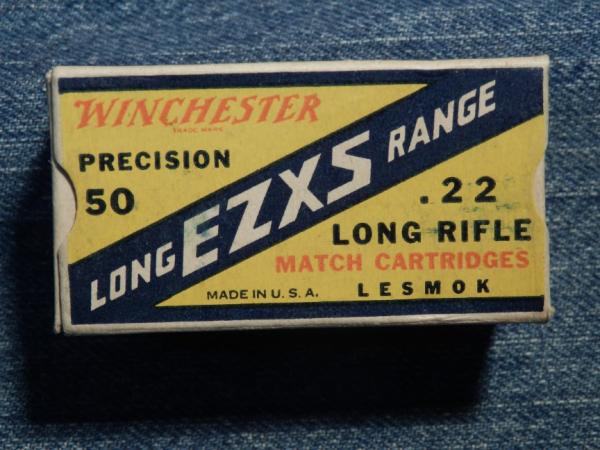 WINCHESTER
TRADE MARK
PRECISION
50
LONG EZXS RANGE
.22
LONG RIFLE
MATCH CARTRIDGES
MADE IN U.S.A.
LESMOK